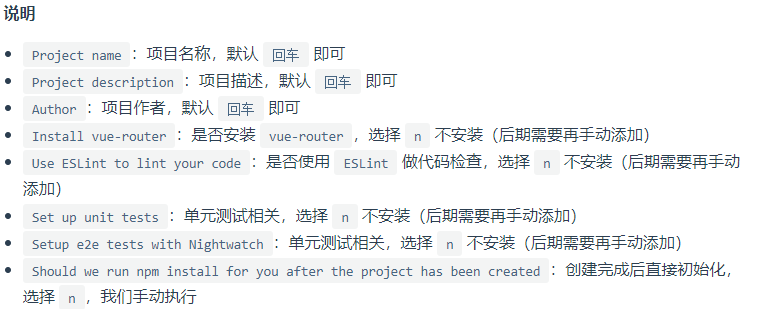 说明
Project name：项目名称，默认 回车 即可
Project description：项目描述，默认 回车 即可
Author：项目作者，默认 回车 即可
Install vue-router：是否安装 vue-router，选择 n 不安装（后期需要再手动添加）
Use ESLint to lint your code：是否使用 ESLint 做代码检查，选择 n 不安装（后期需要再手动
添加）
Set up unit tests：单元测试相关，选择 n 不安装（后期需要再手动添加）
Setup e2e tests with Nightwatch：单元测试相关，选择 n 不安装（后期需要再手动添加）
Should we run npm install for you after the project has been created：创建完成后直接初始化，
选择 n，我们手动执行